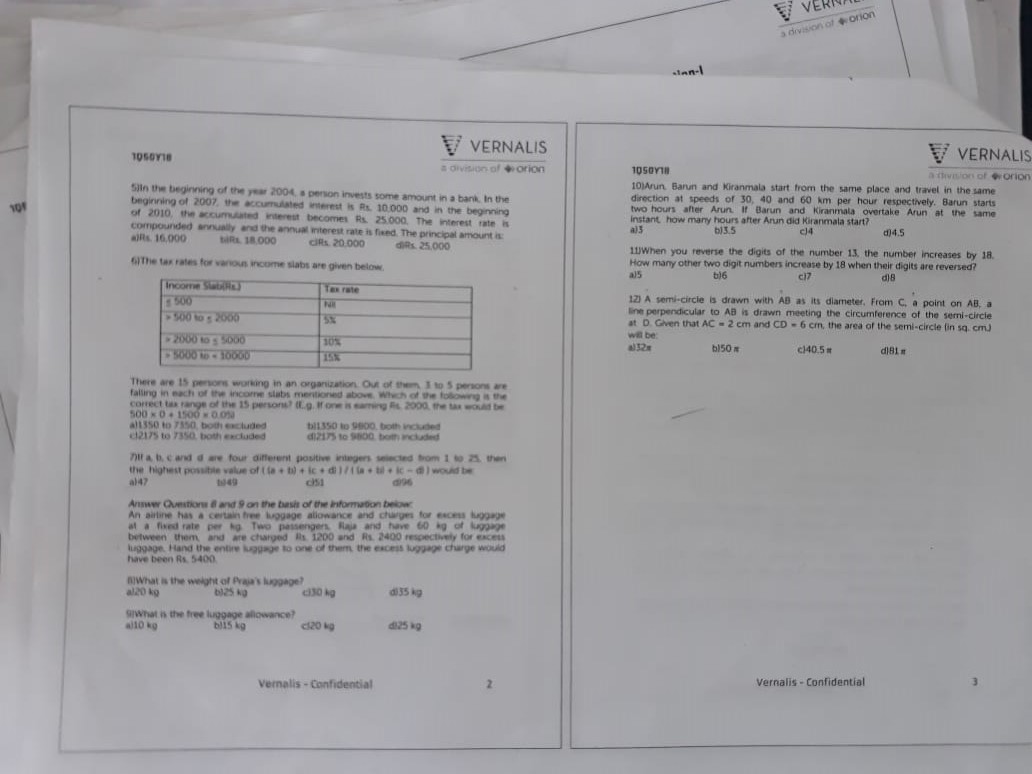 VERNALIS
a division of orion
1Q5GY18
5)In the beginning of the year 2004, a person invests some amount in a bank. In the
beginning of 2007, the accumulated interest is Rs. 10,000 and in the beginning
of 2010, the accumulated interest becomes Rs. 25,000. The interest rate is
compounded annually and the annual interest rate is fixed. The principal amount is:
a)Rs. 16,000 b)Rs. 18,000 c)Rs. 20,000 d)Rs. 25,000
6)The tax rates for various income slabs are given below.
Income Slab(Rs.) Tax rate
≤ 500 Nil
> 500 to ≤ 2000 5%
> 2000 to ≤ 5000 10%
> 5000 to = 10000 15%
There are 15 persons working in an organization. Out of them, 3 to 5 persons are
falling in each of the income slabs mentioned above. Which of the following is the
correct tax range of the 15 persons? (E.g. If one is earning Rs. 2000, the tax would be
500 x 0 + 1500 x 0.05)
a)1350 to 7350, both excluded b)1350 to 9800, both included
c)2175 to 7350, both excluded d)2175 to 9800, both included
7)If a, b, c and d are four different positive integers selected from 1 to 25, then
the highest possible value of ( (a + b) + (c + d) ) / ( (a + b) + (c – d) ) would be:
a)47 b)49 c)51 d)96
Answer Questions 8 and 9 on the basis of the information below:
An airline has a certain free luggage allowance and charges for excess luggage
at a fixed rate per kg. Two passengers, Raja and have 60 kg of luggage
between them, and are charged Rs. 1200 and Rs. 2400 respectively for excess
luggage. Hand the entire luggage to one of them, the excess luggage charge would
have been Rs. 5400.
8)What is the weight of Praja's luggage?
a)20 kg b)25 kg c)30 kg d)35 kg
9)What is the free luggage allowance?
a)10 kg b)15 kg c)20 kg d)25 kg
Vernalis - Confidential 2
VERNALIS
a division of orion
1Q5GY18
10)Arun, Barun and Kiranmala start from the same place and travel in the same
direction at speeds of 30, 40 and 60 km per hour respectively. Barun starts
two hours after Arun. If Barun and Kiranmala overtake Arun at the same
instant, how many hours after Arun did Kiranmala start?
a)3 b)3.5 c)4 d)4.5
11)When you reverse the digits of the number 13, the number increases by 18.
How many other two digit numbers increase by 18 when their digits are reversed?
a)5 b)6 c)7 d)8
12) A semi-circle is drawn with AB as its diameter. From C, a point on AB, a
line perpendicular to AB is drawn meeting the circumference of the semi-circle
at D. Given that AC = 2 cm and CD = 6 cm, the area of the semi-circle (in sq. cm.)
will be:
a)32π b)50 π c)40.5 π d)81 π
Vernalis - Confidential 3
a division of orion